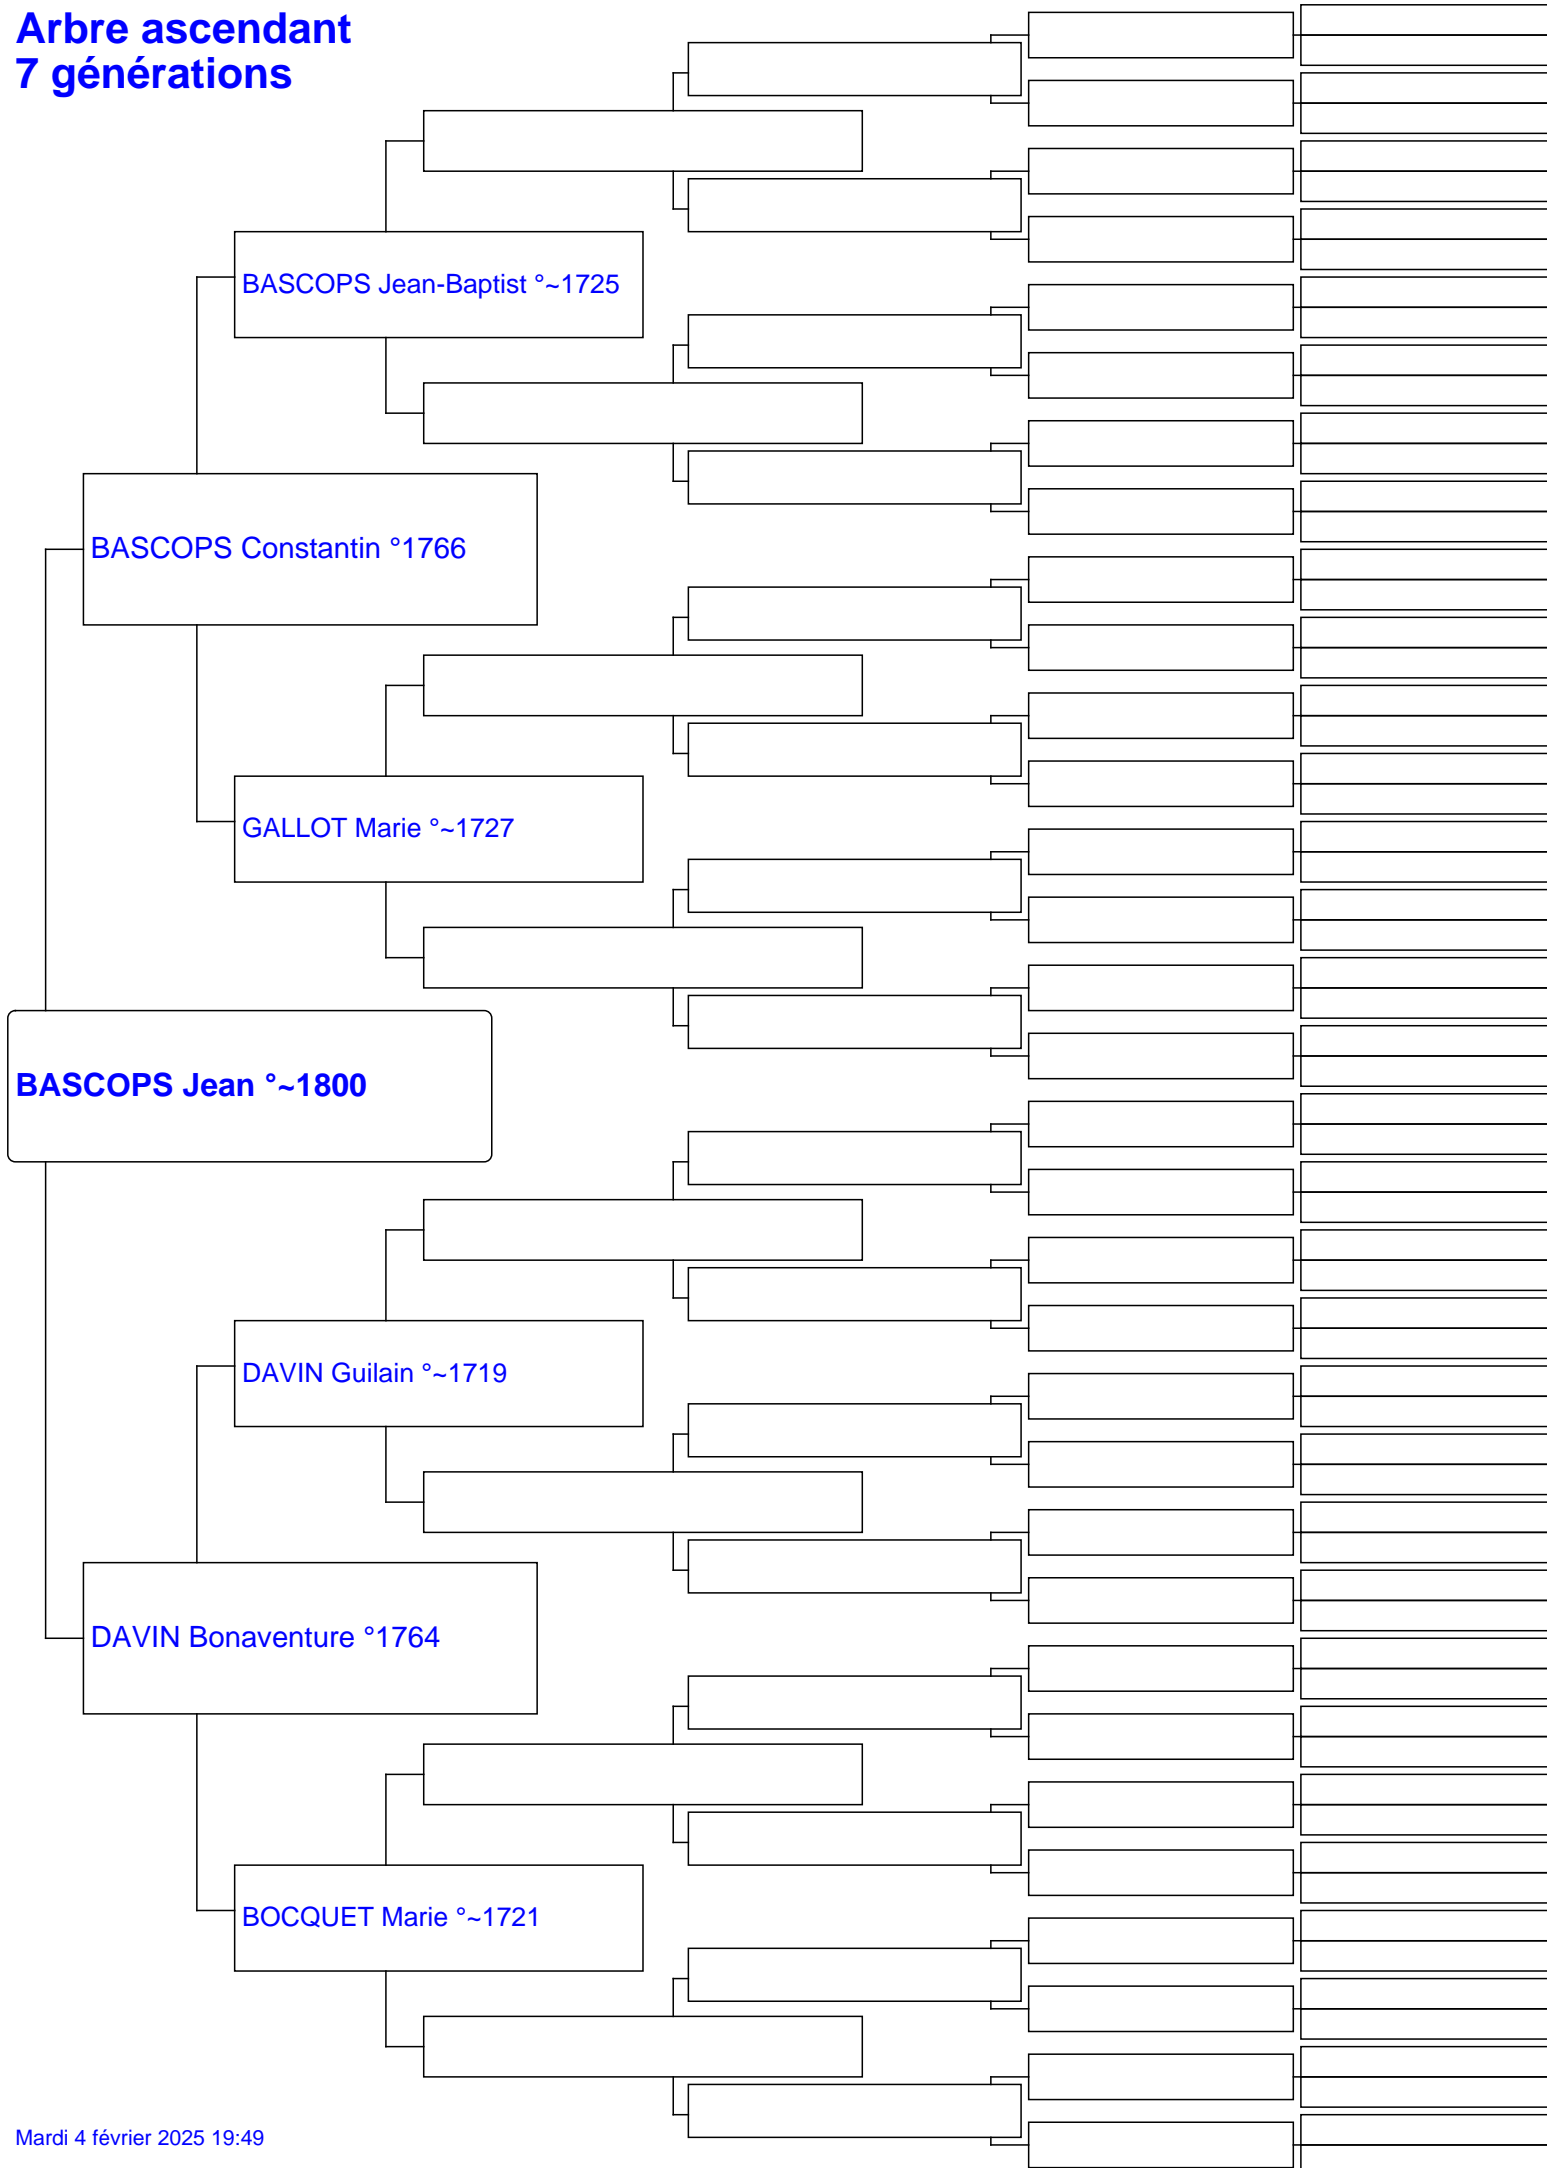 Arbre ascendant
7 générations
BASCOPS Jean-Baptist °~1725
BASCOPS Constantin °1766
GALLOT Marie °~1727
BASCOPS Jean °~1800
DAVIN Guilain °~1719
DAVIN Bonaventure °1764
BOCQUET Marie °~1721
Mardi 4 février 2025 19:49